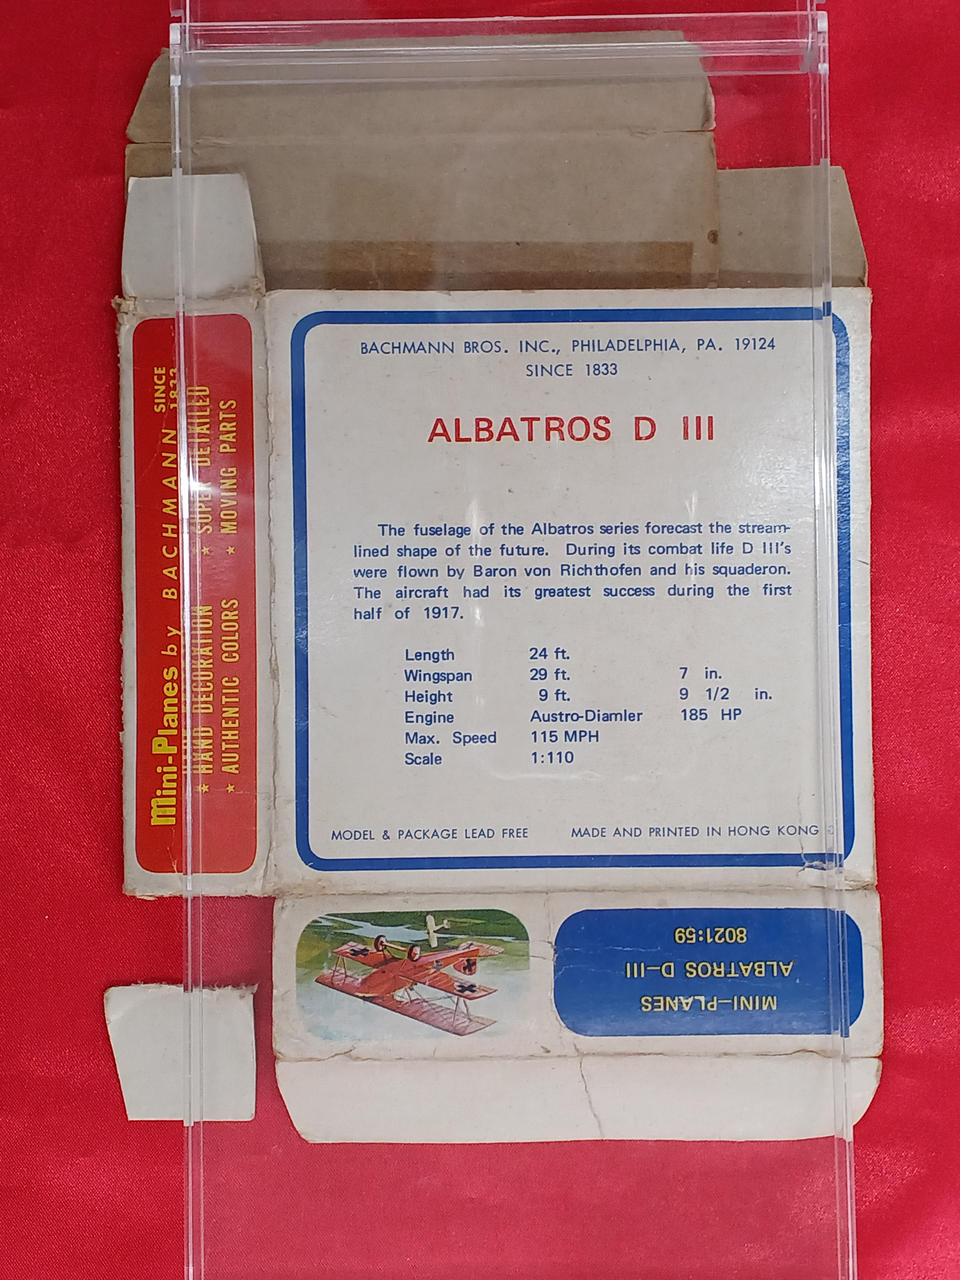 BACHMANN BROS. INC., PHILADELPHIA, PA. 19124
SINCE 1833
ALBATROS D III
The fuselage of the Albatros series forecast the stream-
lined shape of the future. During its combat life D III's
were flown by Baron von Richthofen and his squaderon.
The aircraft had its greatest success during the first
half of 1917.
Length 24 ft.
Wingspan 29 ft. 7 in.
Height 9 ft. 9 1/2 in.
Engine Austro-Diamler 185 HP
Max. Speed 115 MPH
Scale 1:110
MODEL & PACKAGE LEAD FREE MADE AND PRINTED IN HONG KONG
Mini-Planes by BACHMANN SINCE 1833
★ HAND DECORATION ★ SUPER DETAILED
★ AUTHENTIC COLORS ★ MOVING PARTS
MINI-PLANES
ALBATROS D-III
8021:59